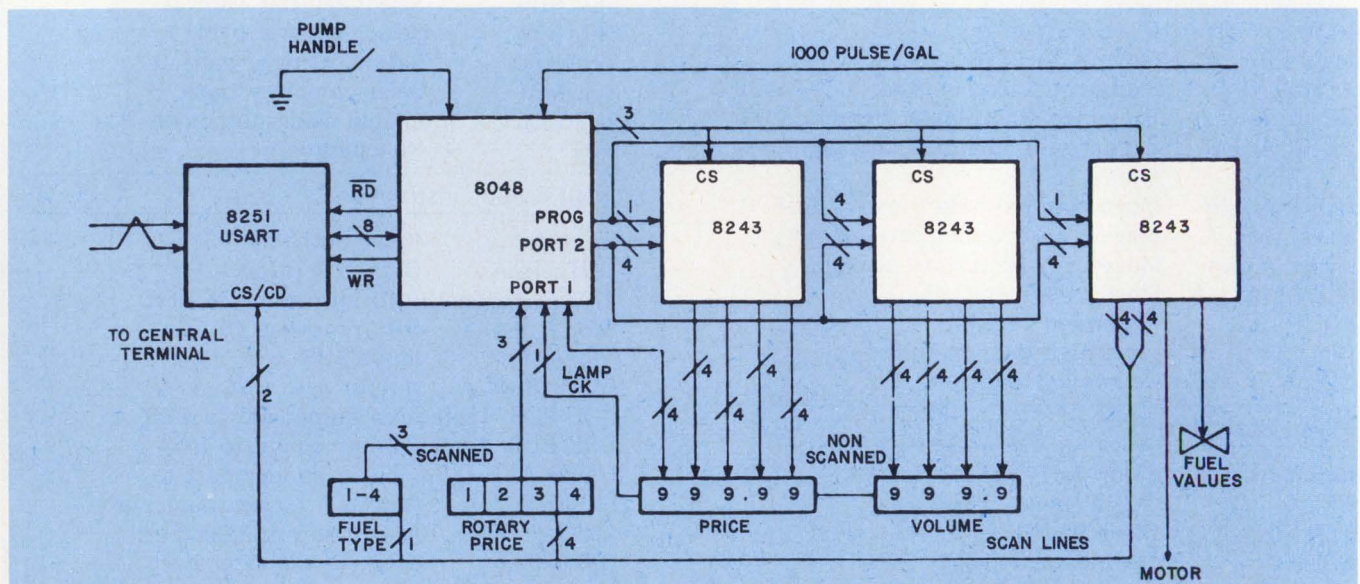 PUMP
HANDLE
1000 PULSE/GAL
3
8251
USART
CS/CD
RD
8
WR
8048
PROG
PORT 2
PORT 1
1
4
CS
8243
4
4
CS
8243
1
4
CS
8243
TO CENTRAL
TERMINAL
2
3
1
LAMP
CK
4
4
4
4
4
4
4
4
4
4
4
3
SCANNED
NON
SCANNED
FUEL
VALUES
1-4
FUEL
TYPE
1
1 2 3 4
ROTARY
PRICE
4
9 9 9 . 9 9
PRICE
9 9 9 . 9
VOLUME
SCAN LINES
MOTOR